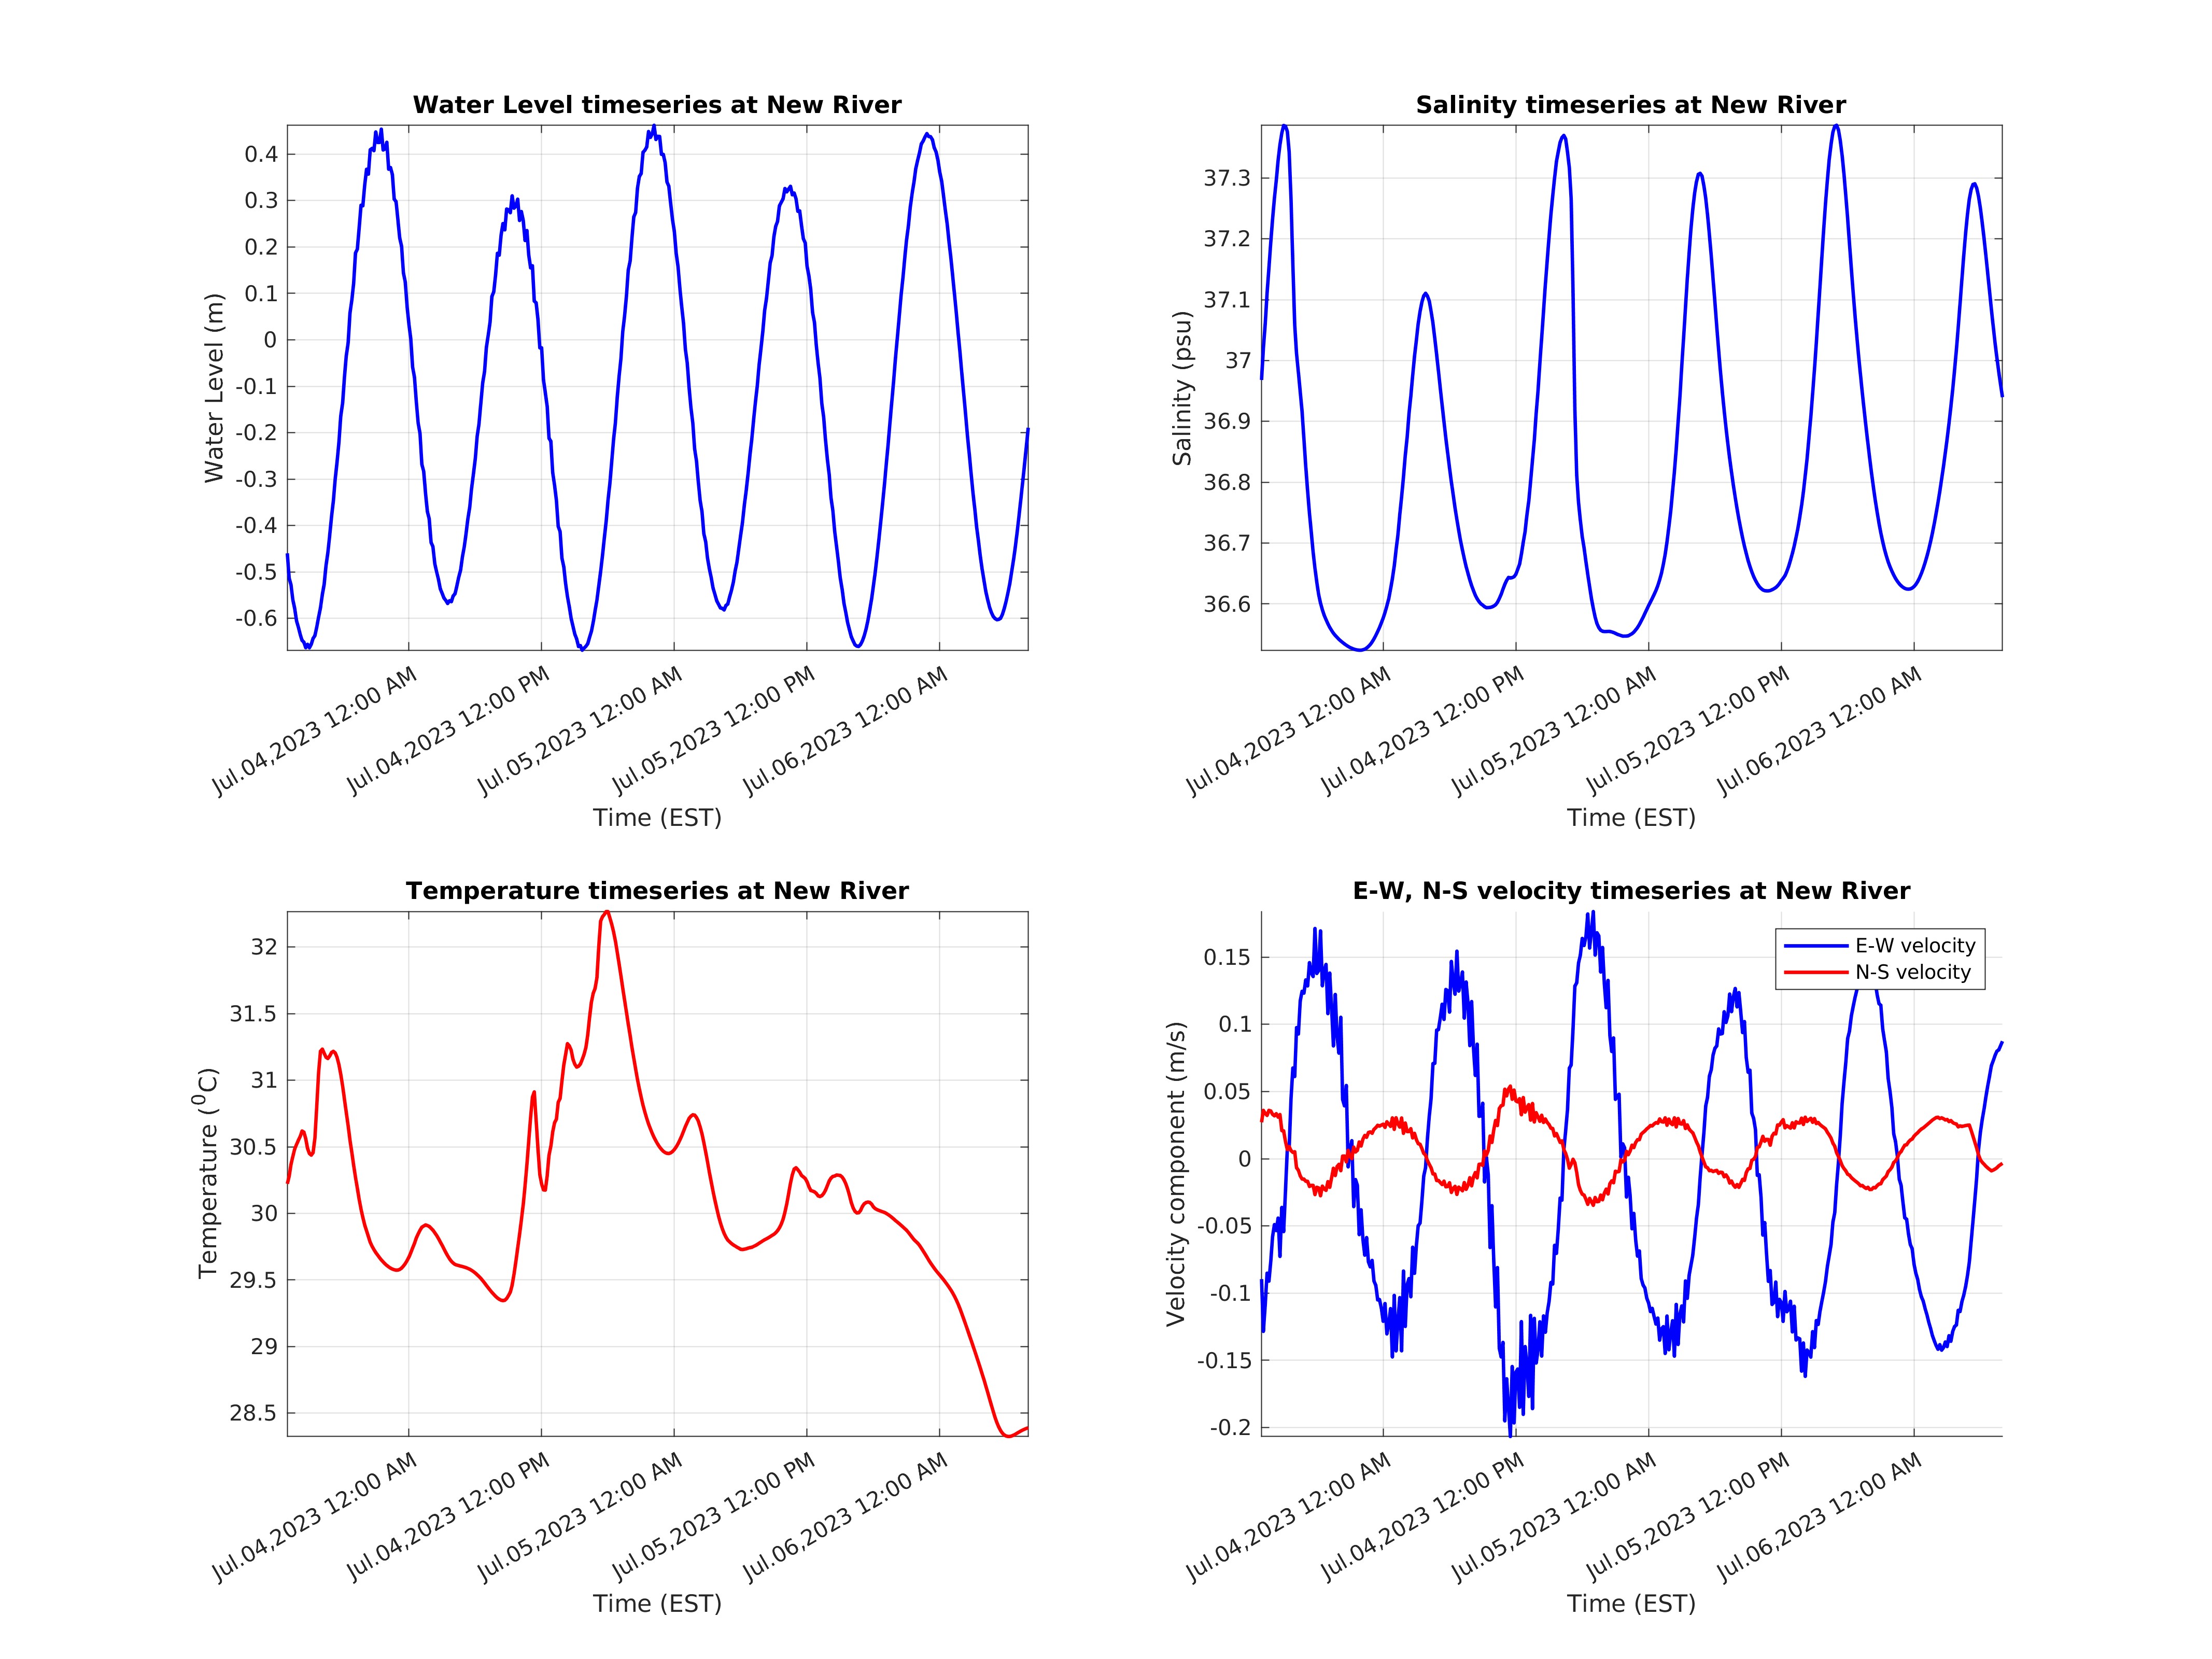 Water Level timeseries at New River
Water Level (m)
0.4
0.3
0.2
0.1
0
-0.1
-0.2
-0.3
-0.4
-0.5
-0.6
Jul.04,2023 12:00 AM
Jul.04,2023 12:00 PM
Jul.05,2023 12:00 AM
Jul.05,2023 12:00 PM
Jul.06,2023 12:00 AM
Time (EST)
Salinity timeseries at New River
Salinity (psu)
37.3
37.2
37.1
37
36.9
36.8
36.7
36.6
Jul.04,2023 12:00 AM
Jul.04,2023 12:00 PM
Jul.05,2023 12:00 AM
Jul.05,2023 12:00 PM
Jul.06,2023 12:00 AM
Time (EST)
Temperature timeseries at New River
Temperature (⁰C)
32
31.5
31
30.5
30
29.5
29
28.5
Jul.04,2023 12:00 AM
Jul.04,2023 12:00 PM
Jul.05,2023 12:00 AM
Jul.05,2023 12:00 PM
Jul.06,2023 12:00 AM
Time (EST)
E-W, N-S velocity timeseries at New River
Velocity component (m/s)
0.15
0.1
0.05
0
-0.05
-0.1
-0.15
-0.2
E-W velocity
N-S velocity
Jul.04,2023 12:00 AM
Jul.04,2023 12:00 PM
Jul.05,2023 12:00 AM
Jul.05,2023 12:00 PM
Jul.06,2023 12:00 AM
Time (EST)